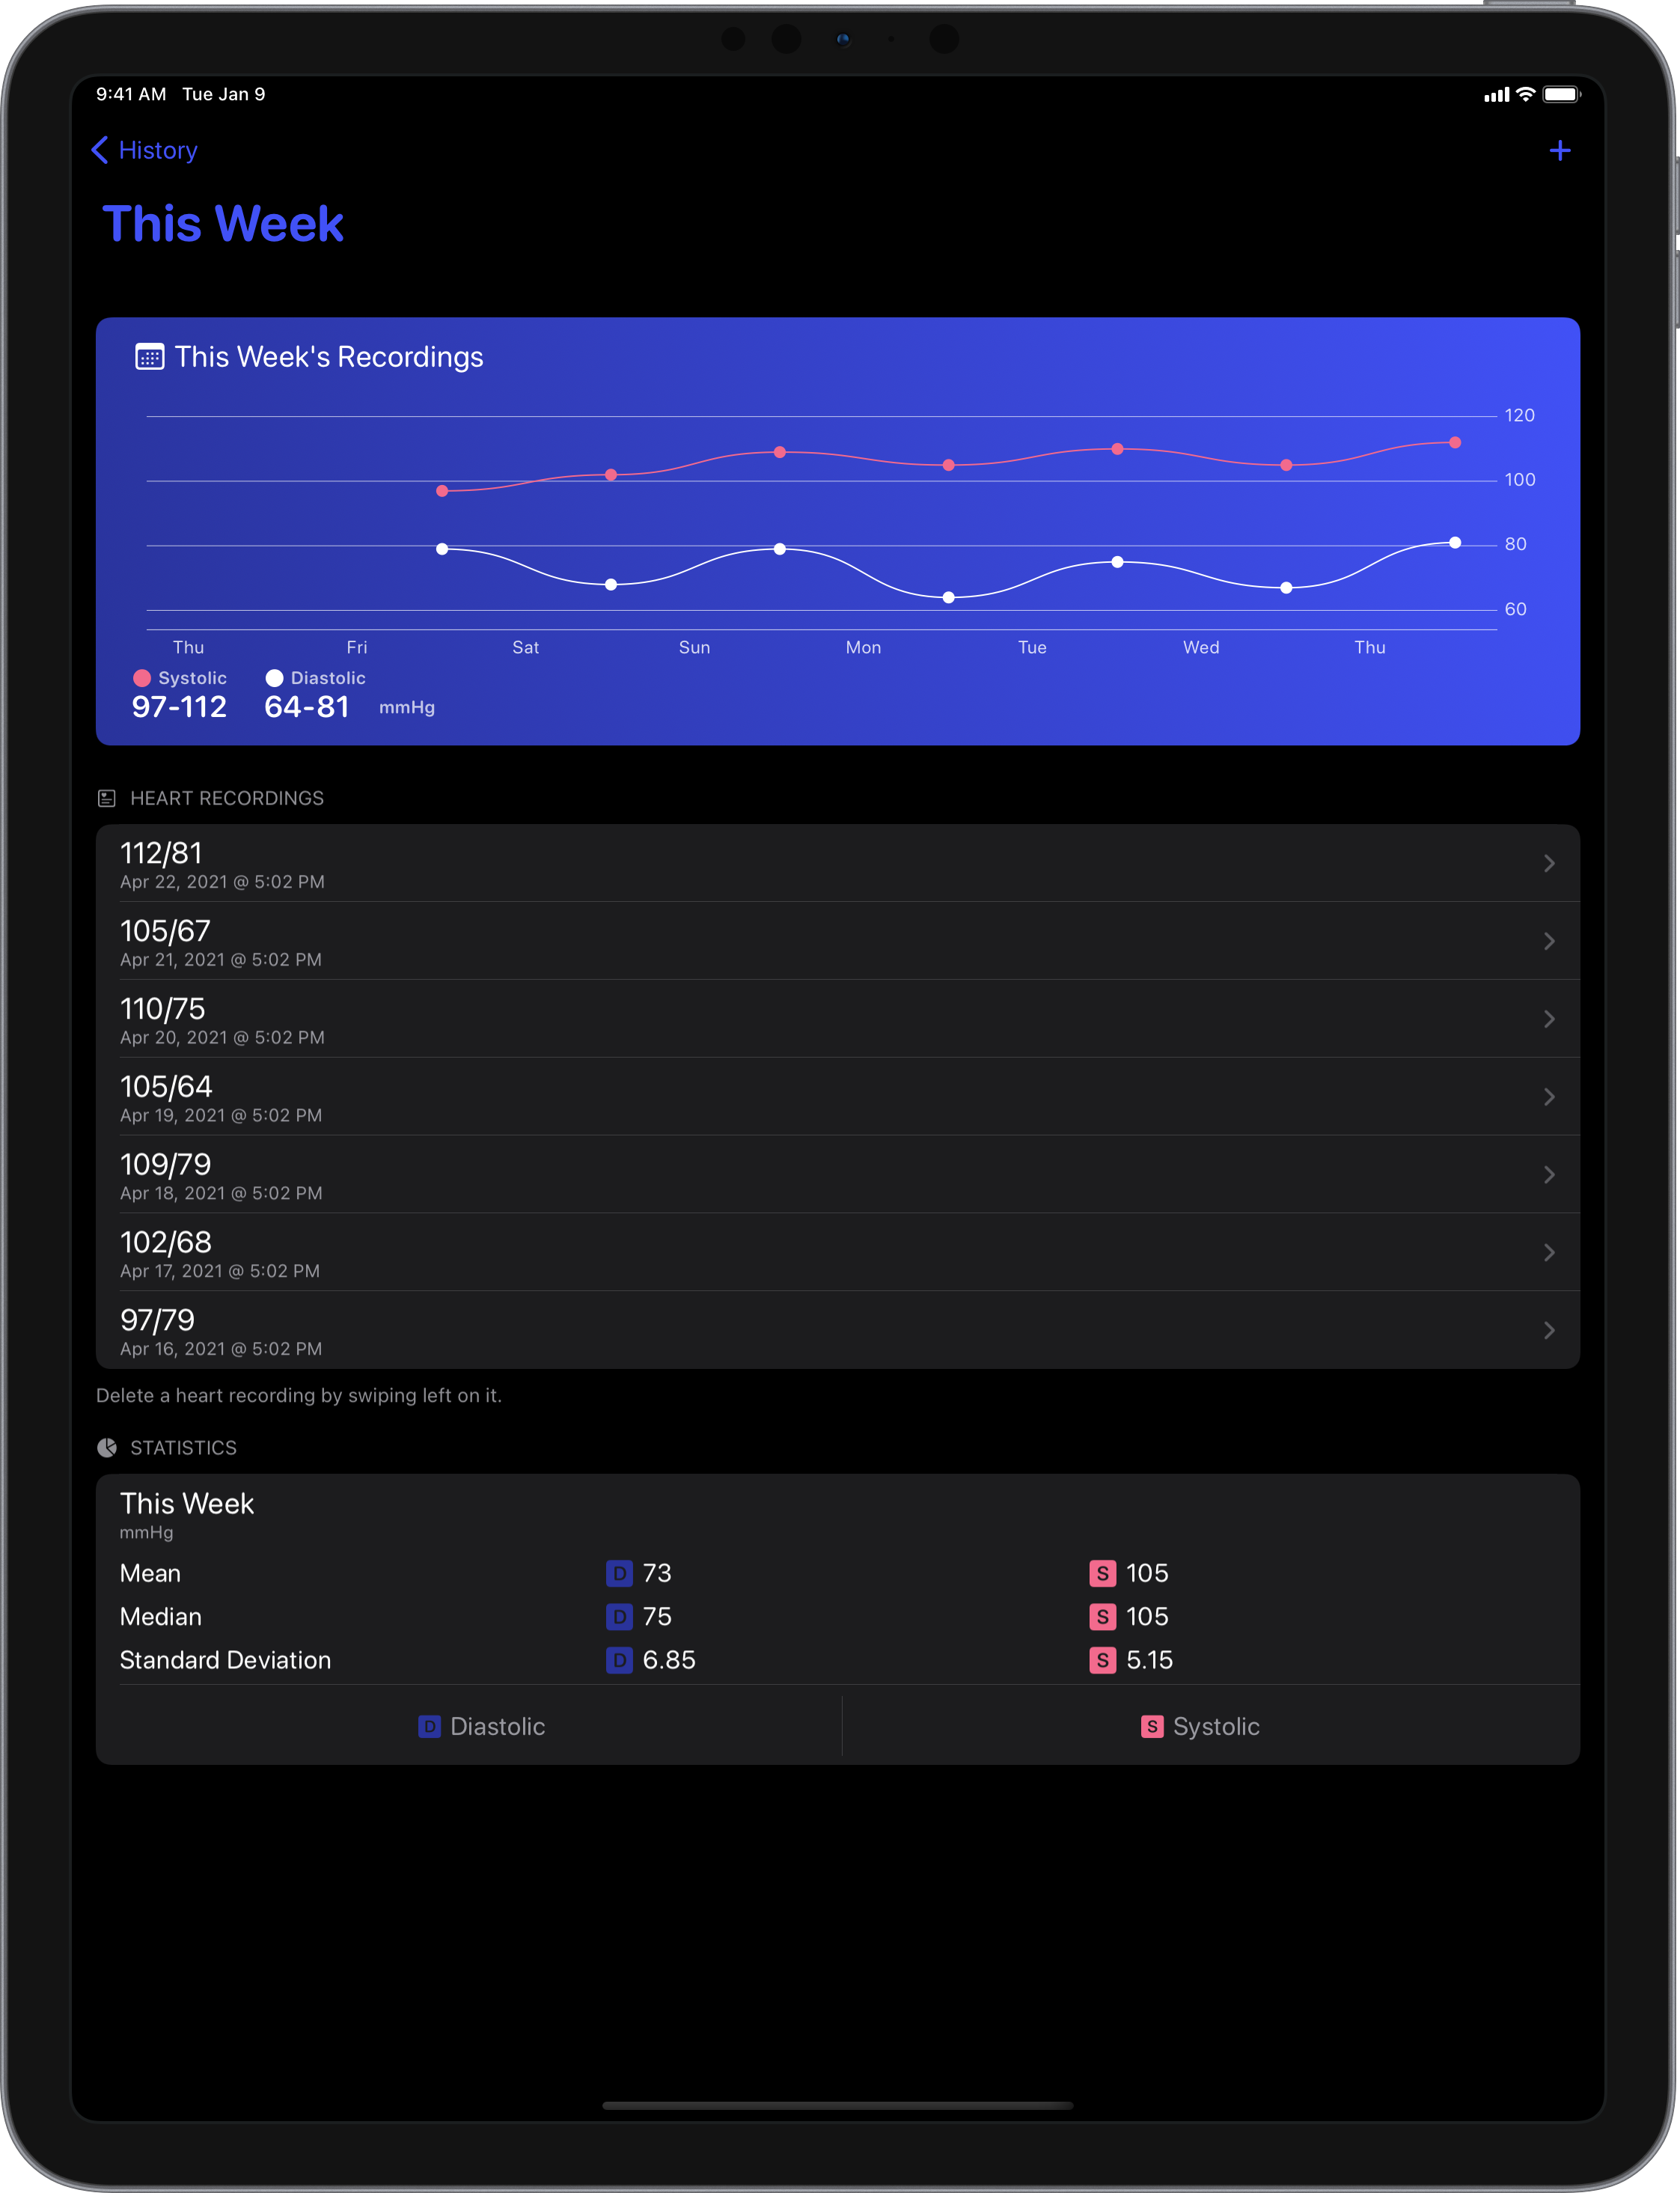 9:41 AM Tue Jan 9
History
This Week
This Week's Recordings
120
100
80
60
Thu Fri Sat Sun Mon Tue Wed Thu
Systolic Diastolic
97-112 64-81 mmHg
HEART RECORDINGS
112/81
Apr 22, 2021 @ 5:02 PM
105/67
Apr 21, 2021 @ 5:02 PM
110/75
Apr 20, 2021 @ 5:02 PM
105/64
Apr 19, 2021 @ 5:02 PM
109/79
Apr 18, 2021 @ 5:02 PM
102/68
Apr 17, 2021 @ 5:02 PM
97/79
Apr 16, 2021 @ 5:02 PM
Delete a heart recording by swiping left on it.
STATISTICS
This Week
mmHg
Mean D 73 S 105
Median D 75 S 105
Standard Deviation D 6.85 S 5.15
D Diastolic S Systolic